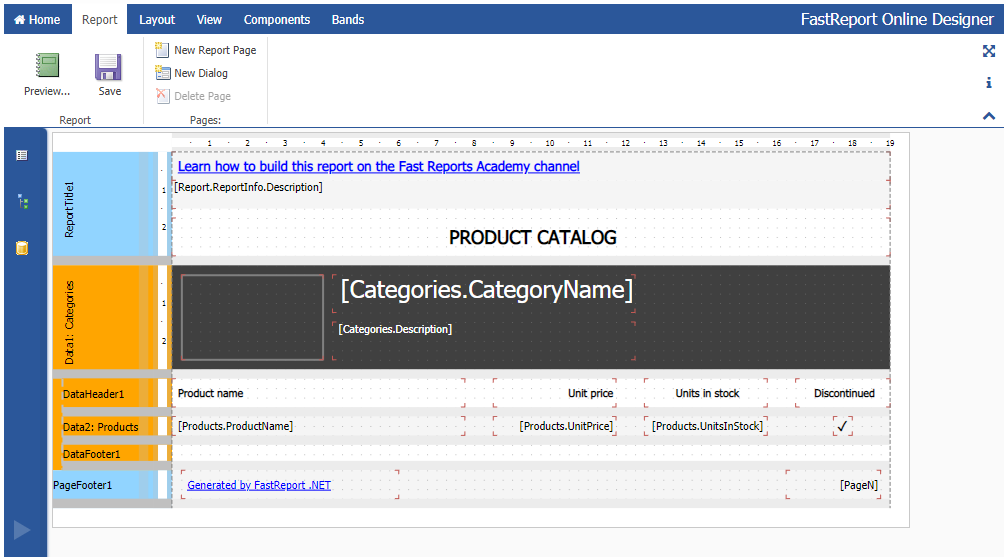 Home Report Layout View Components Bands FastReport Online Designer
Preview... Save New Report Page
New Dialog
Delete Page
Report Pages:
1 2 3 4 5 6 7 8 9 10 11 12 13 14 15 16 17 18 19
ReportTitle1
1
2
Learn how to build this report on the Fast Reports Academy channel
[Report.ReportInfo.Description]
PRODUCT CATALOG
Data1: Categories
1
2
[Categories.CategoryName]
[Categories.Description]
DataHeader1 Product name Unit price Units in stock Discontinued
Data2: Products [Products.ProductName] [Products.UnitPrice] [Products.UnitsInStock] ✓
DataFooter1
PageFooter1 Generated by FastReport .NET [PageN]